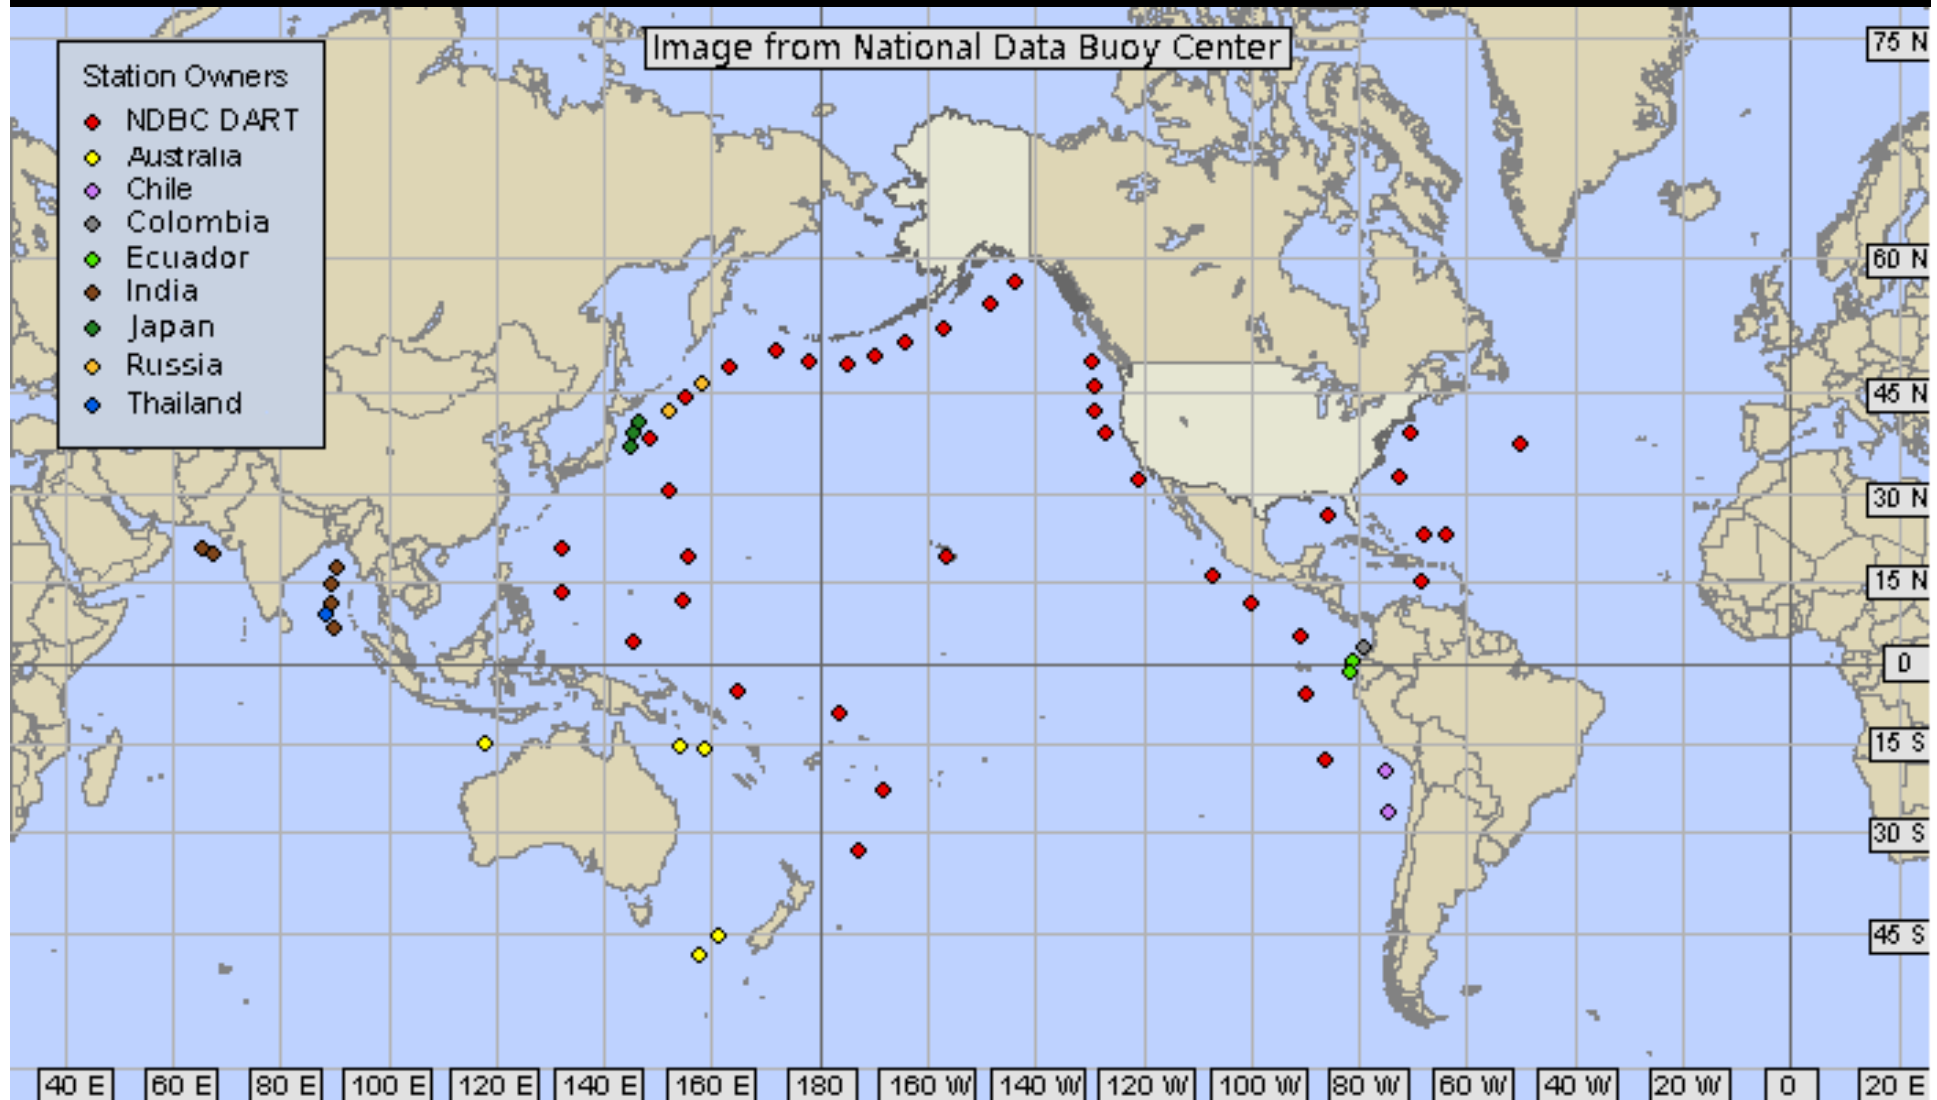 Image from National Data Buoy Center
Station Owners
NDBC DART
Australia
Chile
Colombia
Ecuador
India
Japan
Russia
Thailand
75 N
60 N
45 N
30 N
15 N
0
15 S
30 S
45 S
40 E 60 E 80 E 100 E 120 E 140 E 160 E 180 160 W 140 W 120 W 100 W 80 W 60 W 40 W 20 W 0 20 E